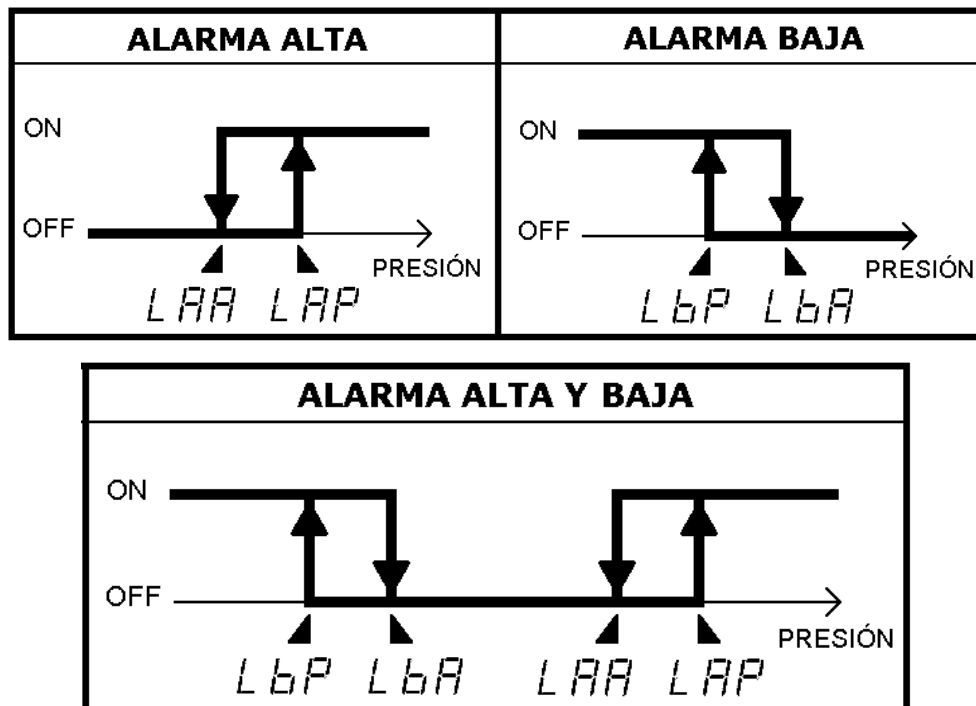 ALARMA ALTA
ON
OFF
PRESIÓN
LAA LAP
ALARMA BAJA
ON
OFF
PRESIÓN
LbP LbA
ALARMA ALTA Y BAJA
ON
OFF
PRESIÓN
LbP LbA LAA LAP